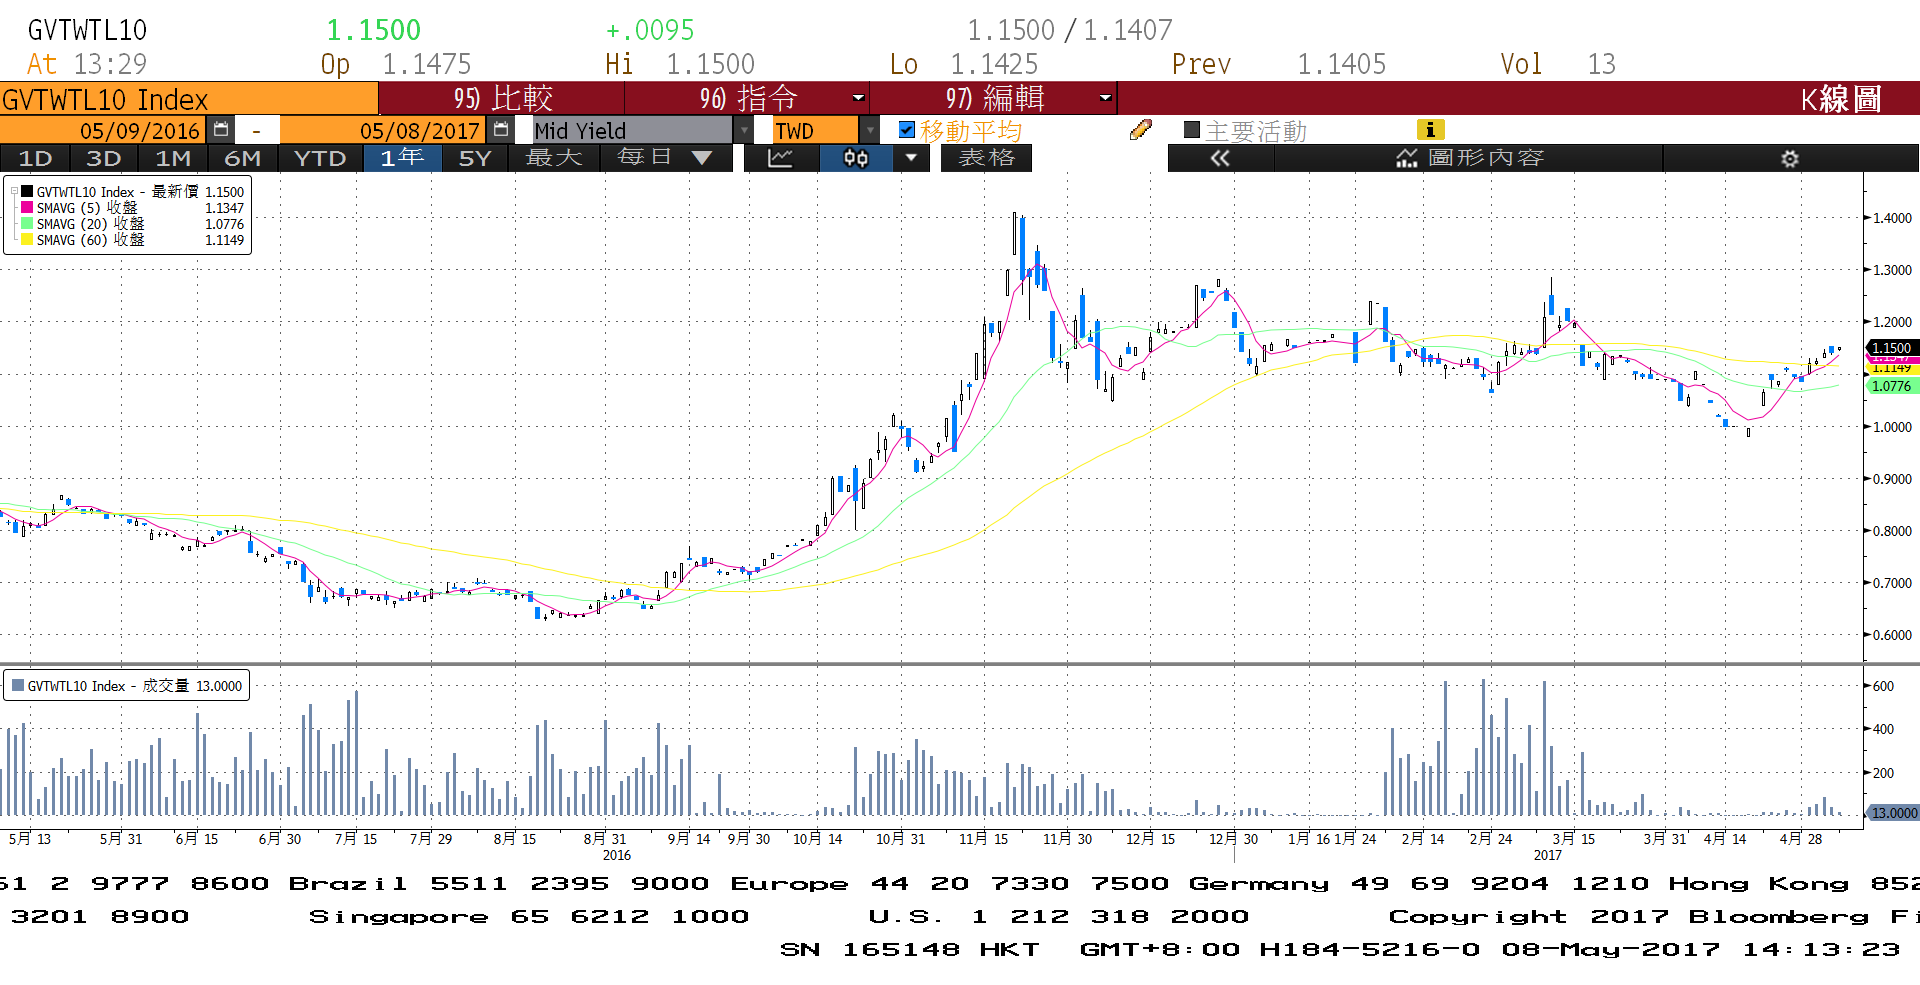 GVTWTL10 1.1500 +.0095 1.1500 / 1.1407
At 13:29 Op 1.1475 Hi 1.1500 Lo 1.1425 Prev 1.1405 Vol 13
GVTWTL10 Index 95) 比較 96) 指令 97) 編輯 K線圖
05/09/2016 - 05/08/2017 Mid Yield TWD 移動平均 主要活動
1D 3D 1M 6M YTD 1年 5Y 最大 每日 表格 圖形內容
GVTWTL10 Index - 最新價 1.1500
SMAVG (5) 收盤 1.1347
SMAVG (20) 收盤 1.0776
SMAVG (60) 收盤 1.1149
1.4000
1.3000
1.2000
1.1500
1.1149
1.0776
1.0000
0.9000
0.8000
0.7000
0.6000
GVTWTL10 Index - 成交量 13.0000
600
400
200
13.0000
5月 13 5月 31 6月 15 6月 30 7月 15 7月 29 8月 15 8月 31 9月 14 9月 30 10月 14 10月 31 11月 15 11月 30 12月 15 12月 30 1月 16 1月 24 2月 14 2月 24 3月 15 3月 31 4月 14 4月 28
2016 2017
61 2 9777 8600 Brazil 5511 2395 9000 Europe 44 20 7330 7500 Germany 49 69 9204 1210 Hong Kong 852
3201 8900 Singapore 65 6212 1000 U.S. 1 212 318 2000 Copyright 2017 Bloomberg Fi
SN 165148 HKT GMT+8:00 H184-5216-0 08-May-2017 14:13:23